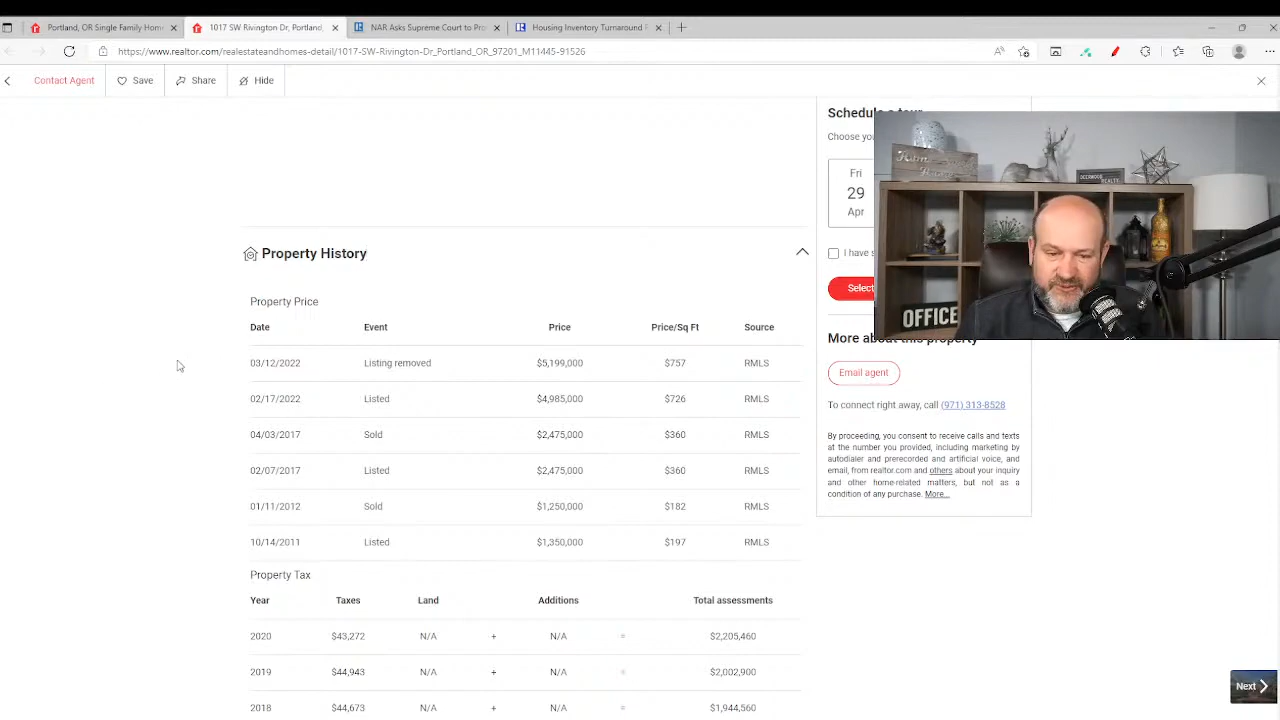 Portland, OR Single Family Home
1017 SW Rivington Dr, Portland,
NAR Asks Supreme Court to Pro
Housing Inventory Turnaround
https://www.realtor.com/realestateandhomes-detail/1017-SW-Rivington-Dr_Portland_OR_97201_M11445-91526
Contact Agent
Save
Share
Hide
Schedule a tour
Choose you
Fri
29
Apr
I have s
Select
DEERWOOD
REALTY
OFFICE
Property History
Property Price
Date Event Price Price/Sq Ft Source
03/12/2022 Listing removed $5,199,000 $757 RMLS
02/17/2022 Listed $4,985,000 $726 RMLS
04/03/2017 Sold $2,475,000 $360 RMLS
02/07/2017 Listed $2,475,000 $360 RMLS
01/11/2012 Sold $1,250,000 $182 RMLS
10/14/2011 Listed $1,350,000 $197 RMLS
Property Tax
Year Taxes Land Additions Total assessments
2020 $43,272 N/A + N/A = $2,205,460
2019 $44,943 N/A + N/A = $2,002,900
2018 $44,673 N/A + N/A = $1,944,560
More about this property
Email agent
To connect right away, call (971) 313-8528
By proceeding, you consent to receive calls and texts
at the number you provided, including marketing by
autodialer and prerecorded and artificial voice, and
email, from realtor.com and others about your inquiry
and other home-related matters, but not as a
condition of any purchase. More...
Next